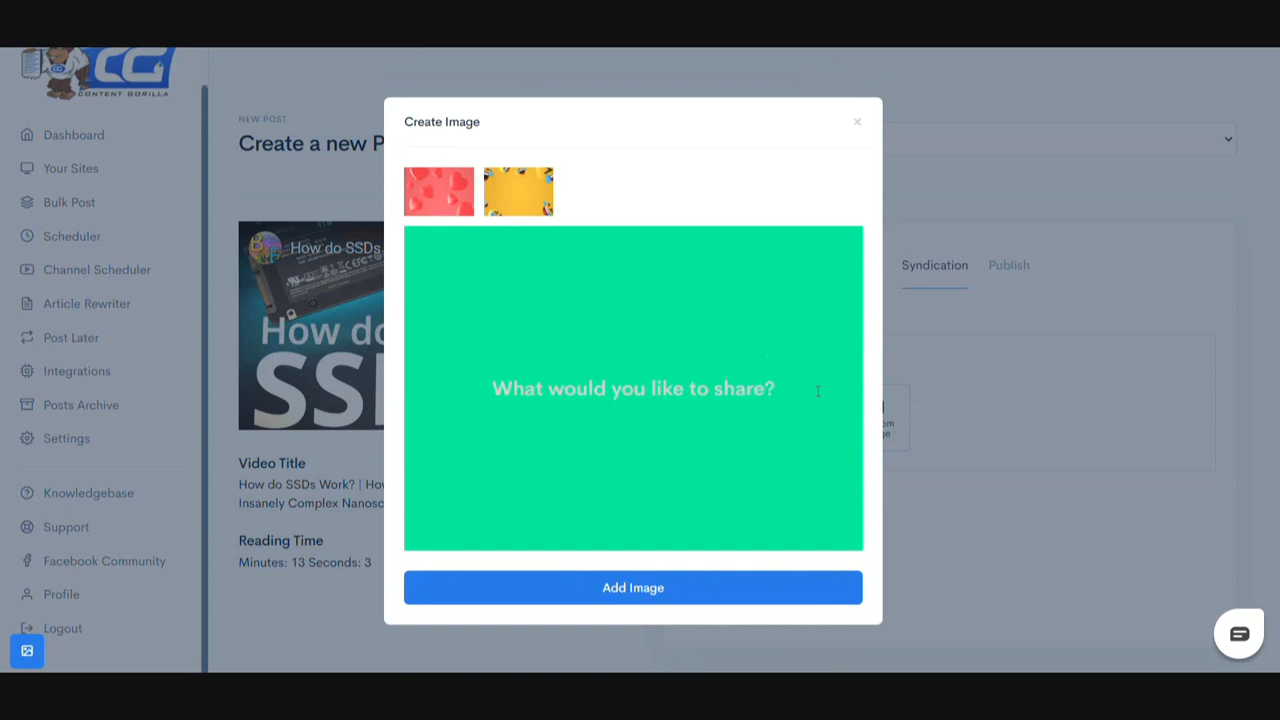 CG
CONTENT GORILLA
Dashboard
Your Sites
Bulk Post
Scheduler
Channel Scheduler
Article Rewriter
Post Later
Integrations
Posts Archive
Settings
Knowledgebase
Support
Facebook Community
Profile
Logout
NEW POST
Create a new P
How do SSDs
How do
SS
Video Title
How do SSDs Work? | How
Insanely Complex Nanosc
Reading Time
Minutes: 13 Seconds: 3
Create Image
×
What would you like to share?
Add Image
Syndication
Publish